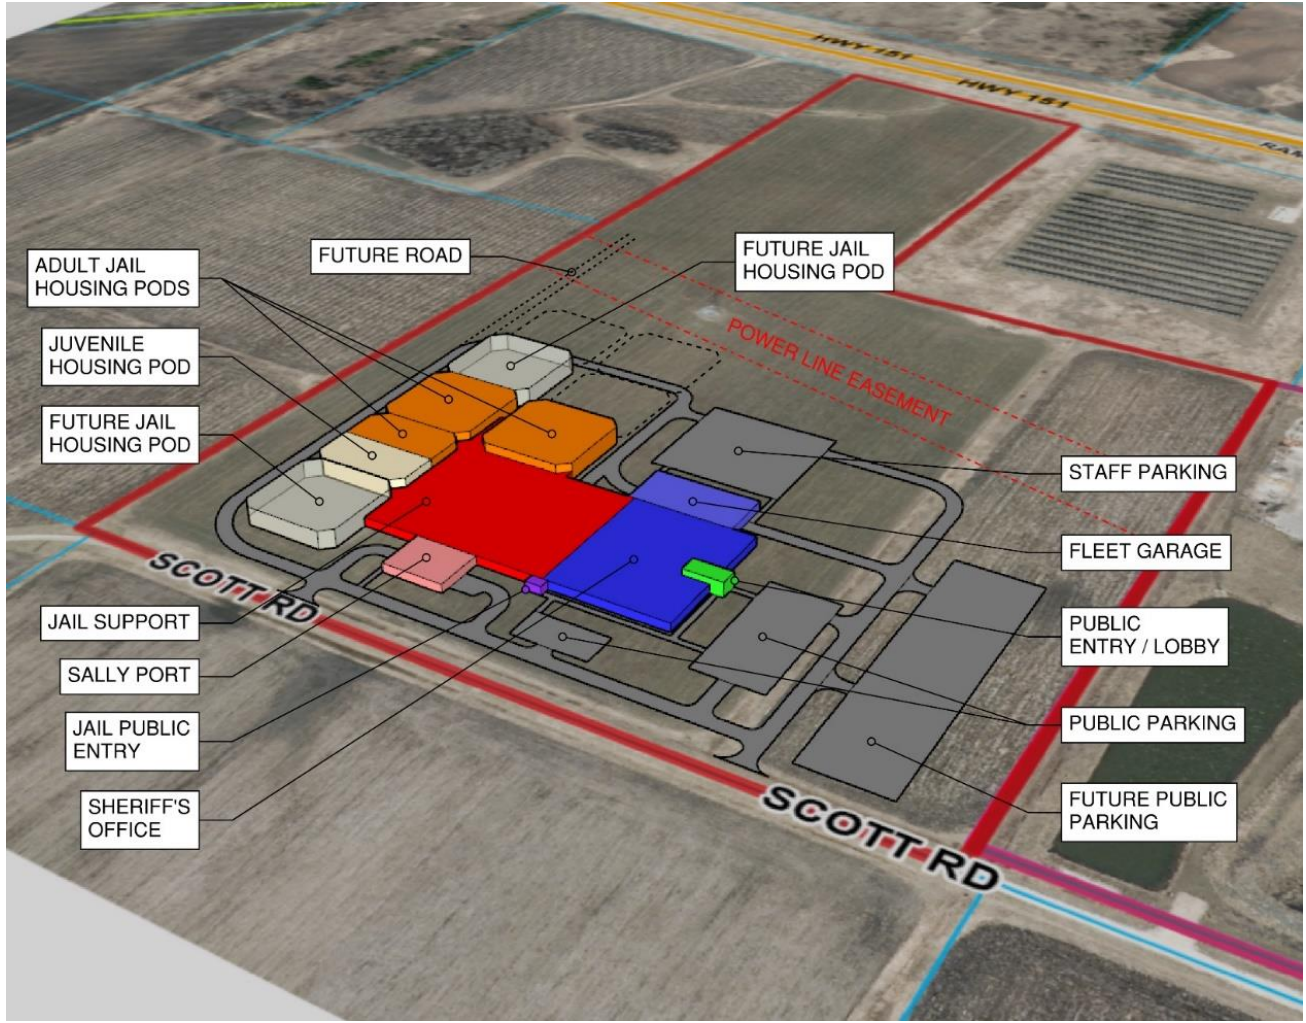 HWY 151
HWY 151
FUTURE ROAD
FUTURE JAIL
HOUSING POD
ADULT JAIL
HOUSING PODS
JUVENILE
HOUSING POD
FUTURE JAIL
HOUSING POD
POWER LINE EASEMENT
STAFF PARKING
FLEET GARAGE
SCOTT RD
JAIL SUPPORT
SALLY PORT
JAIL PUBLIC
ENTRY
SHERIFF'S
OFFICE
PUBLIC
ENTRY / LOBBY
PUBLIC PARKING
FUTURE PUBLIC
PARKING
SCOTT RD